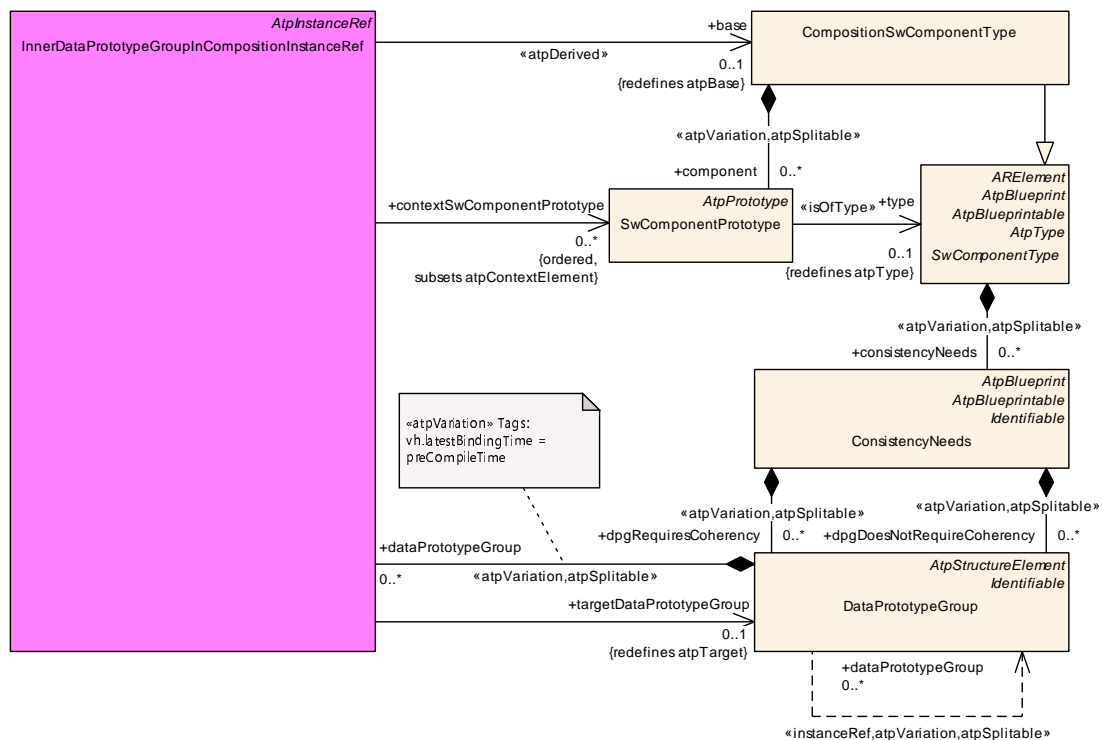 AtpInstanceRef
InnerDataPrototypeGroupInCompositionInstanceRef
+base
«atpDerived»
0..1
{redefines atpBase}
CompositionSwComponentType
«atpVariation,atpSplitable»
+component
0..*
+contextSwComponentPrototype
0..*
{ordered,
subsets atpContextElement}
AtpPrototype
SwComponentPrototype
«isOfType»
+type
0..1
{redefines atpType}
ARElement
AtpBlueprint
AtpBlueprintable
AtpType
SwComponentType
«atpVariation,atpSplitable»
+consistencyNeeds
0..*
AtpBlueprint
AtpBlueprintable
Identifiable
ConsistencyNeeds
«atpVariation» Tags:
vh.latestBindingTime =
preCompileTime
«atpVariation,atpSplitable»
+dpgRequiresCoherency
0..*
«atpVariation,atpSplitable»
+dpgDoesNotRequireCoherency
0..*
+dataPrototypeGroup
0..*
«atpVariation,atpSplitable»
AtpStructureElement
Identifiable
DataPrototypeGroup
+targetDataPrototypeGroup
0..1
{redefines atpTarget}
+dataPrototypeGroup
0..*
«instanceRef,atpVariation,atpSplitable»